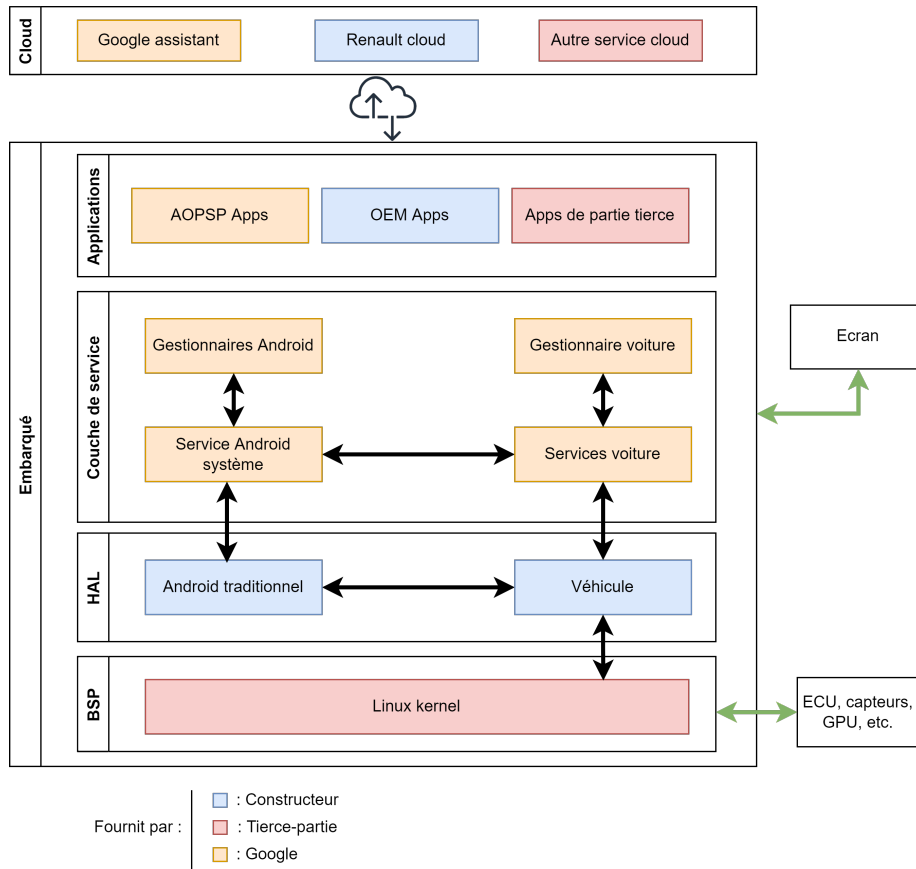 Cloud
Google assistant
Renault cloud
Autre service cloud
Embarqué
Applications
AOPSP Apps
OEM Apps
Apps de partie tierce
Couche de service
Gestionnaires Android
Gestionnaire voiture
Service Android
système
Services voiture
HAL
Android traditionnel
Véhicule
BSP
Linux kernel
Ecran
ECU, capteurs,
GPU, etc.
Fournit par :
: Constructeur
: Tierce-partie
: Google